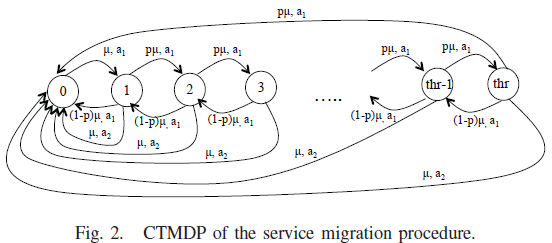 pμ, a1
μ, a1 pμ, a1 pμ, a1 pμ, a1 pμ, a1
0 1 2 3 ..... thr-1 thr
(1-p)μ, a1 (1-p)μ, a1 (1-p)μ, a1 (1-p)μ, a1 (1-p)μ, a1
μ, a2 μ, a2 μ, a2 μ, a2
μ, a2
Fig. 2. CTMDP of the service migration procedure.